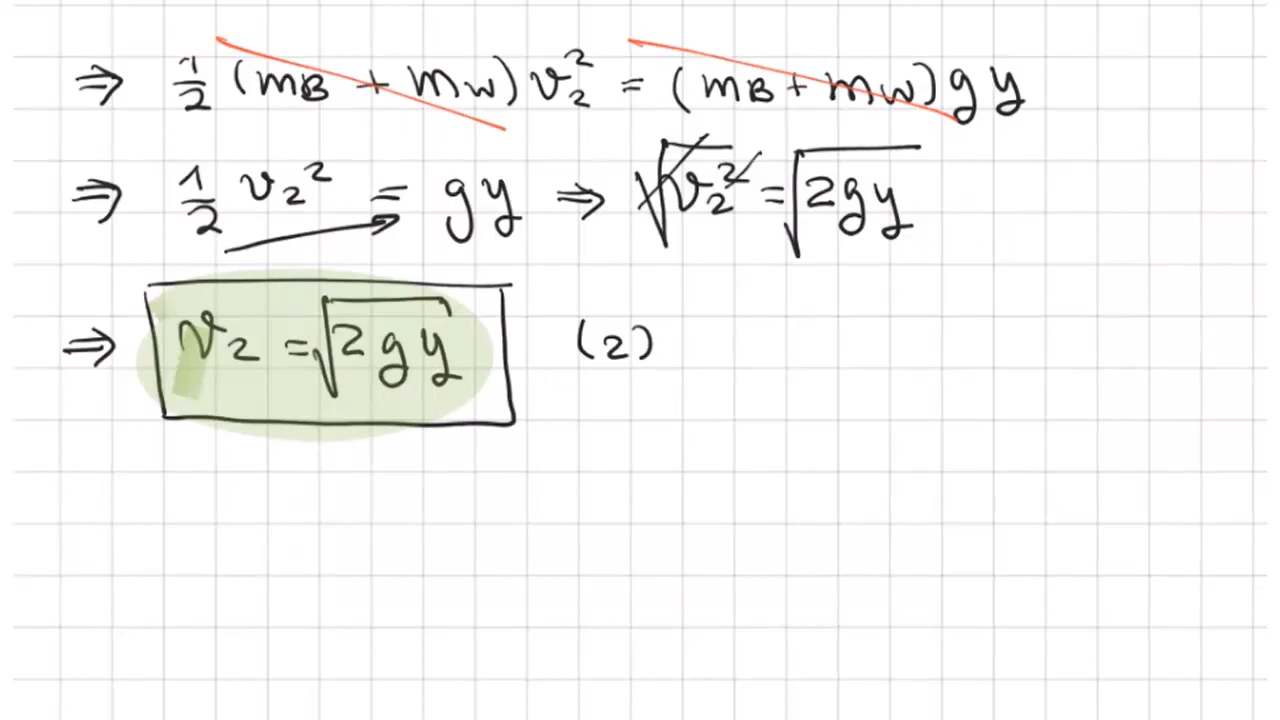 ⇒ ½ (mB + mW) v₂² = (mB + mW) g y
⇒ ½ v₂² = g y ⇒ √v₂² = √2gy
⇒ v₂ = √2gy (2)